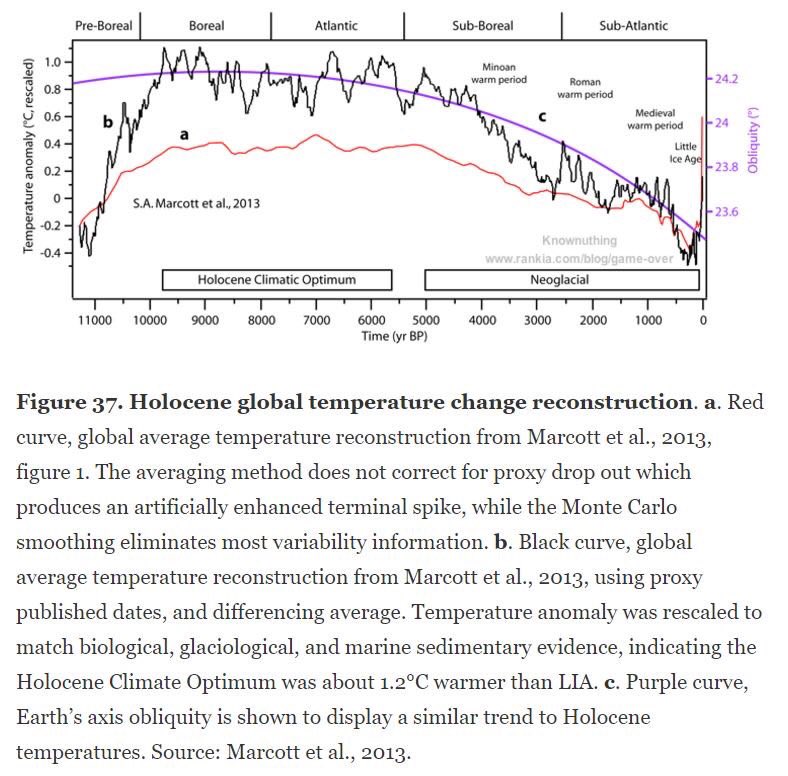 Pre-Boreal Boreal Atlantic Sub-Boreal Sub-Atlantic
Temperature anomaly (°C, rescaled)
1.0
0.8
0.6
0.4
0.2
0
-0.2
-0.4
b
a
c
S.A. Marcott et al., 2013
Minoan
warm period
Roman
warm period
Medieval
warm period
Little
Ice Age
24.2
24
23.8
23.6
Obliquity (°)
Knownuthing
www.rankia.com/blog/game-over
Holocene Climatic Optimum
Neoglacial
11000 10000 9000 8000 7000 6000 5000 4000 3000 2000 1000 0
Time (yr BP)
Figure 37. Holocene global temperature change reconstruction. a. Red
curve, global average temperature reconstruction from Marcott et al., 2013,
figure 1. The averaging method does not correct for proxy drop out which
produces an artificially enhanced terminal spike, while the Monte Carlo
smoothing eliminates most variability information. b. Black curve, global
average temperature reconstruction from Marcott et al., 2013, using proxy
published dates, and differencing average. Temperature anomaly was rescaled to
match biological, glaciological, and marine sedimentary evidence, indicating the
Holocene Climate Optimum was about 1.2°C warmer than LIA. c. Purple curve,
Earth's axis obliquity is shown to display a similar trend to Holocene
temperatures. Source: Marcott et al., 2013.